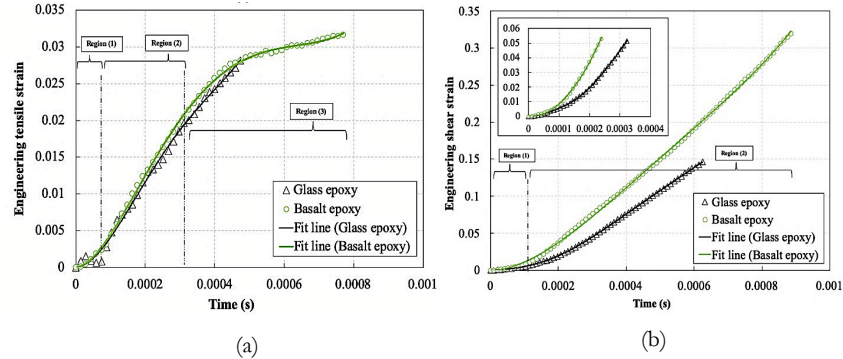 Engineering tensile strain
0.035
0.03
0.025
0.02
0.015
0.01
0.005
0
Region (1)
Region (2)
Region (3)
Glass epoxy
Basalt epoxy
Fit line (Glass epoxy)
Fit line (Basalt epoxy)
0 0.0002 0.0004 0.0006 0.0008 0.001
Time (s)
(a)
Engineering shear strain
0.35
0.3
0.25
0.2
0.15
0.1
0.05
0
0.06
0.05
0.04
0.03
0.02
0.01
0
0 0.0001 0.0002 0.0003 0.0004
Region (1)
Region (2)
Glass epoxy
Basalt epoxy
Fit line (Glass epoxy)
Fit line (Basalt epoxy)
0 0.0002 0.0004 0.0006 0.0008 0.001
Time (s)
(b)